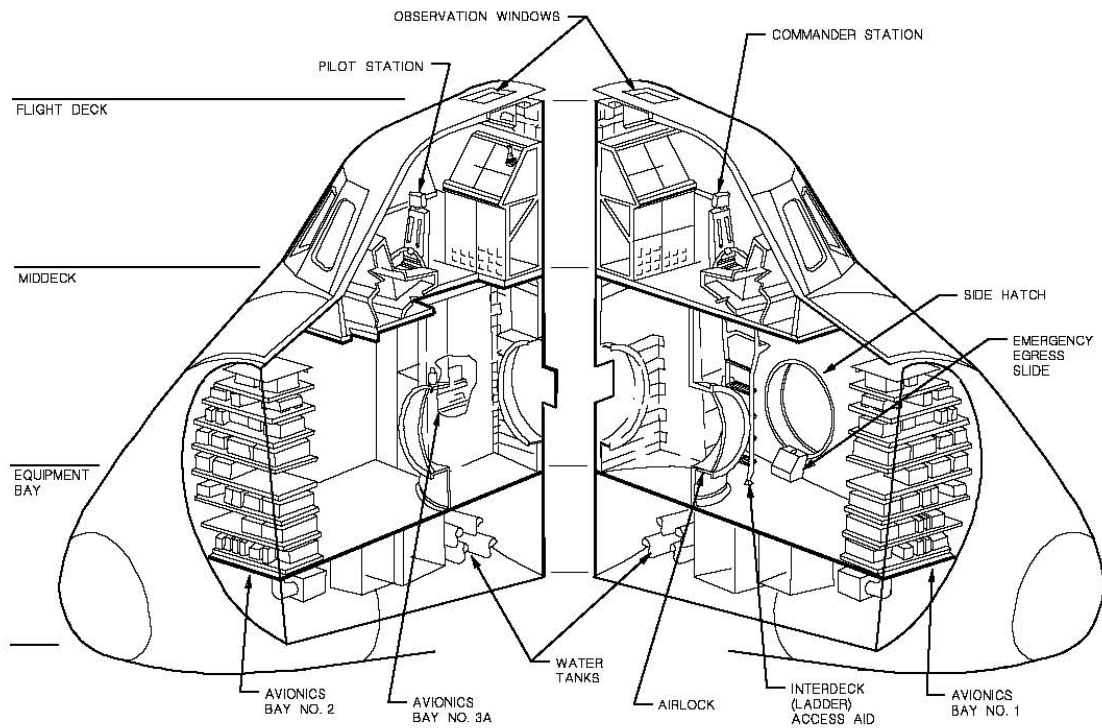 OBSERVATION WINDOWS
COMMANDER STATION
PILOT STATION
FLIGHT DECK
MIDDECK
SIDE HATCH
EMERGENCY
EGRESS
SLIDE
EQUIPMENT
BAY
WATER
TANKS
AVIONICS
BAY NO. 2
AVIONICS
BAY NO. 3A
AIRLOCK
INTERDECK
(LADDER)
ACCESS AID
AVIONICS
BAY NO. 1